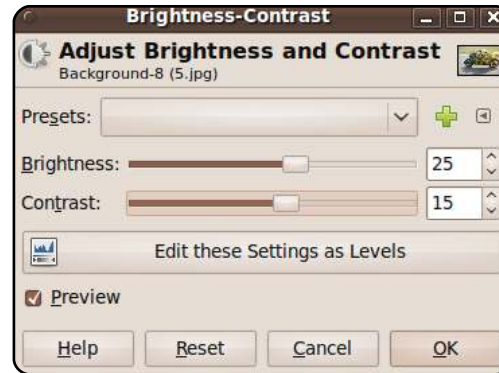 Brightness-Contrast
Adjust Brightness and Contrast
Background-8 (5.jpg)
Presets:
Brightness: 25
Contrast: 15
Edit these Settings as Levels
Preview
Help Reset Cancel OK